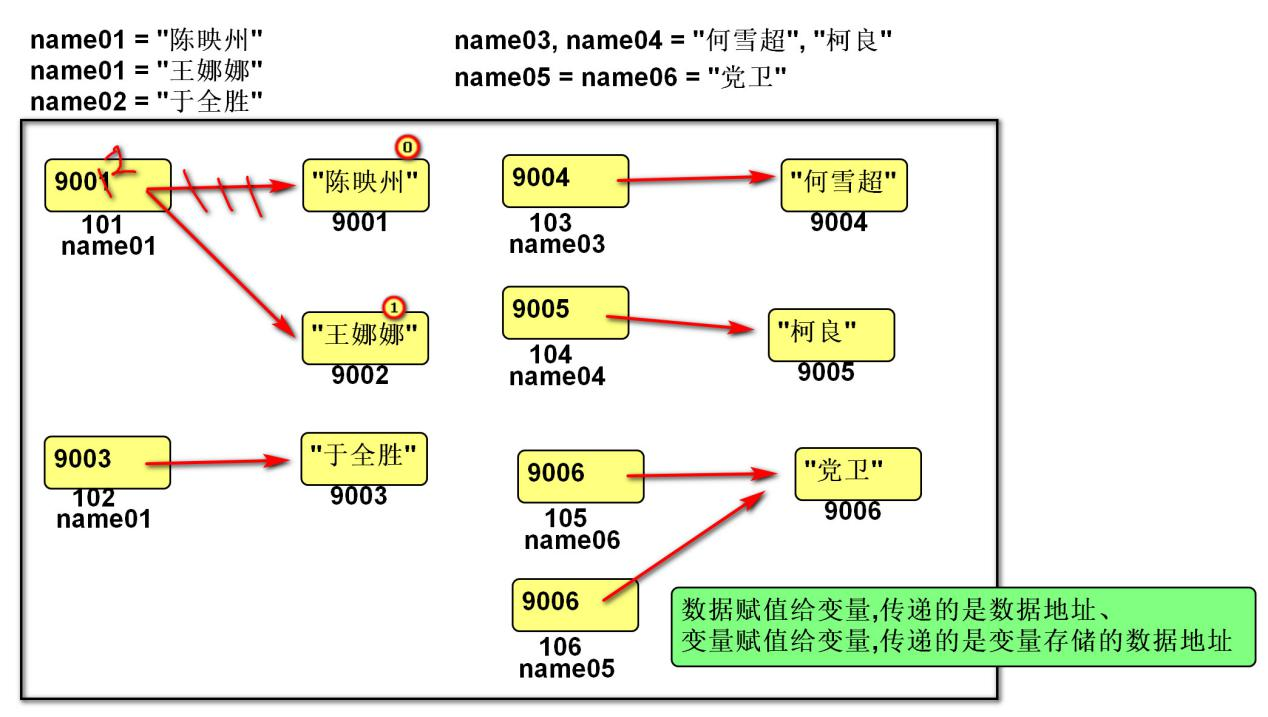 name01 = "陈映州"
name01 = "王娜娜"
name02 = "于全胜"
name03, name04 = "何雪超", "柯良"
name05 = name06 = "党卫"
9001
2
101
name01
0
"陈映州"
9001
1
"王娜娜"
9002
9003
102
name01
"于全胜"
9003
9004
103
name03
"何雪超"
9004
9005
104
name04
"柯良"
9005
9006
105
name06
"党卫"
9006
9006
106
name05
数据赋值给变量,传递的是数据地址、
变量赋值给变量,传递的是变量存储的数据地址